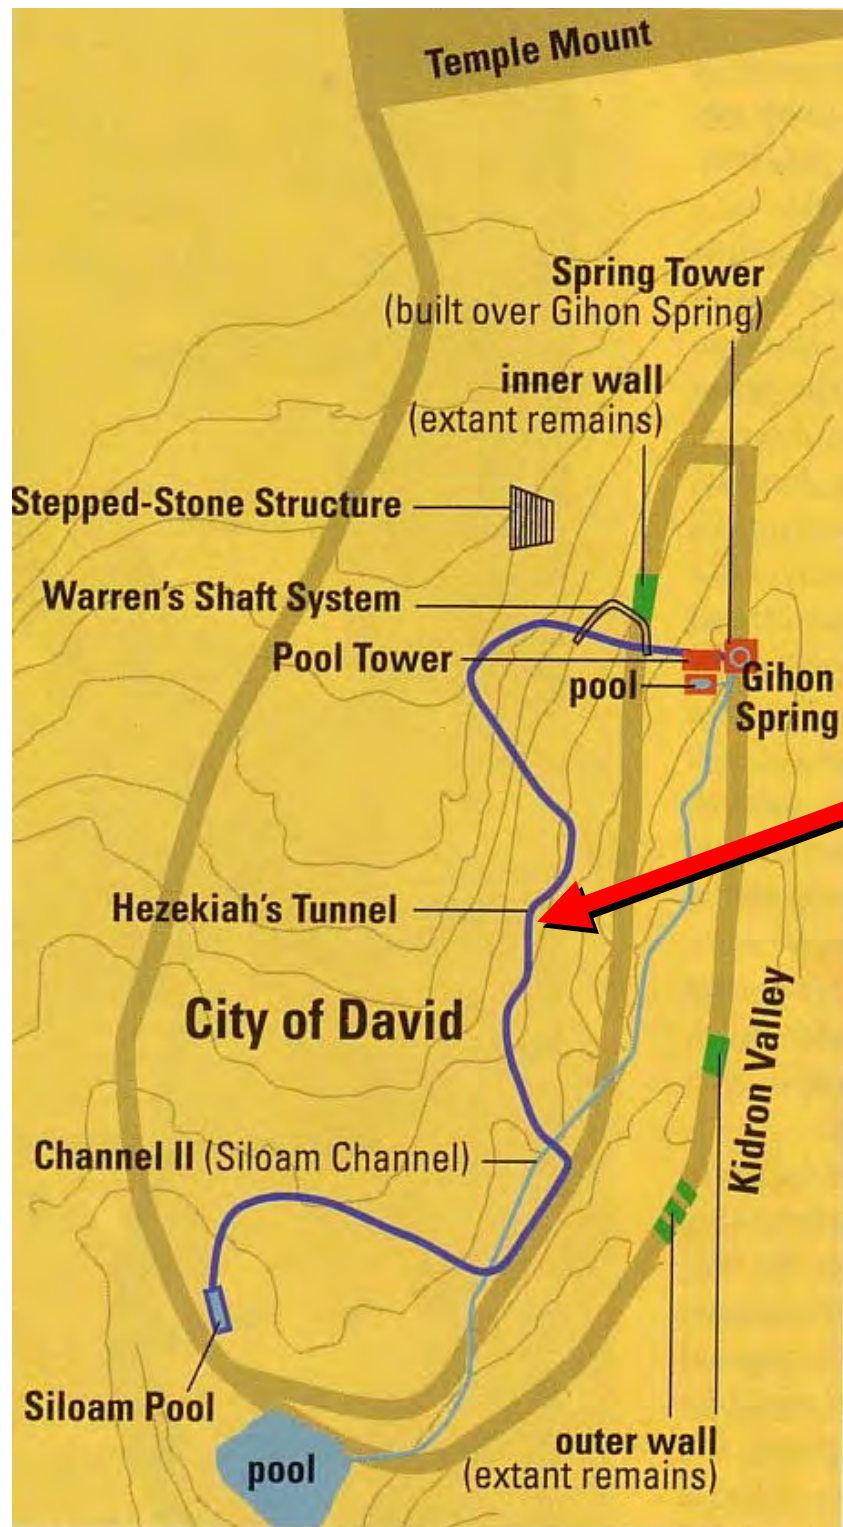 Temple Mount
Spring Tower
(built over Gihon Spring)
inner wall
(extant remains)
Stepped-Stone Structure
Warren's Shaft System
Pool Tower
pool
Gihon
Spring
Hezekiah's Tunnel
City of David
Kidron Valley
Channel II (Siloam Channel)
Siloam Pool
pool
outer wall
(extant remains)